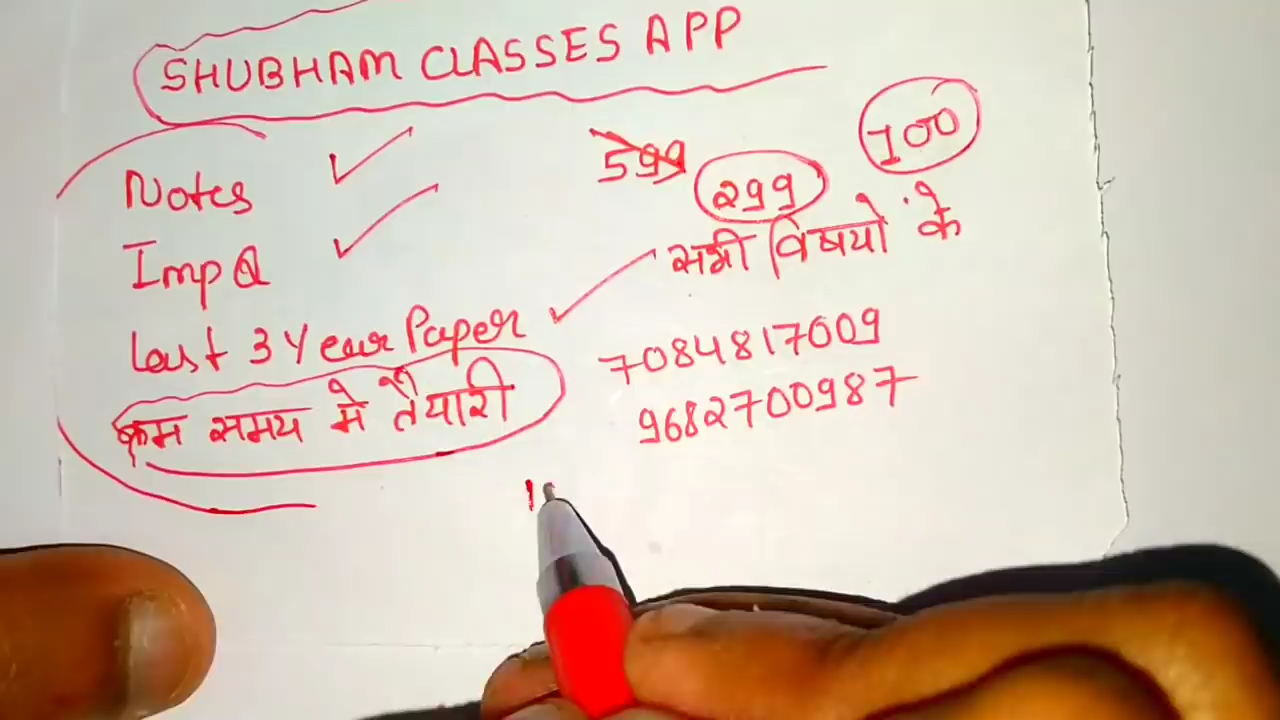 SHUBHAM CLASSES APP
Notes
Imp Q
Last 3 Year Paper
कम समय मे तैयारी
599
299
100
सभी विषयो के
7084817009
9682700987